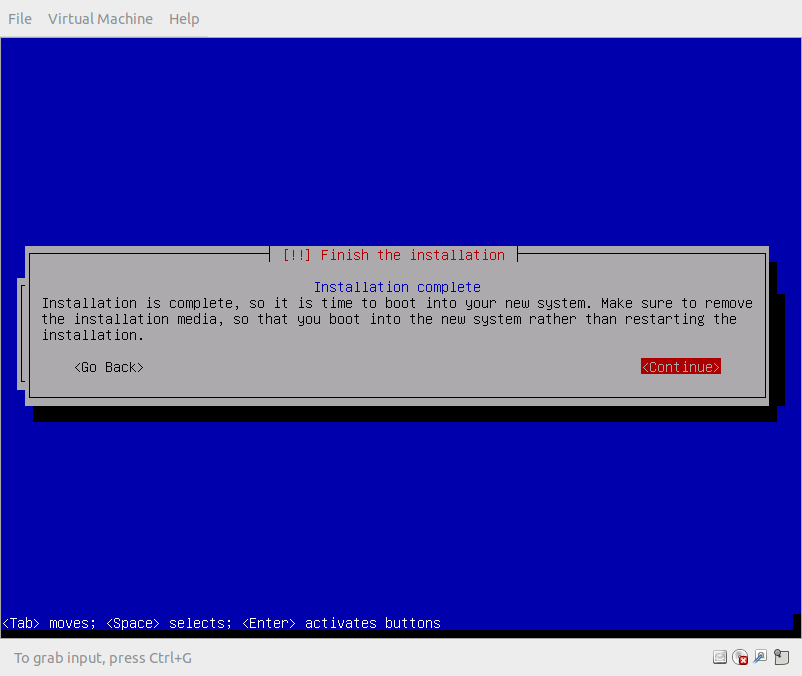 File Virtual Machine Help
[!!] Finish the installation
Installation complete
Installation is complete, so it is time to boot into your new system. Make sure to remove
the installation media, so that you boot into the new system rather than restarting the
installation.
<Go Back> <Continue>
<Tab> moves; <Space> selects; <Enter> activates buttons
To grab input, press Ctrl+G